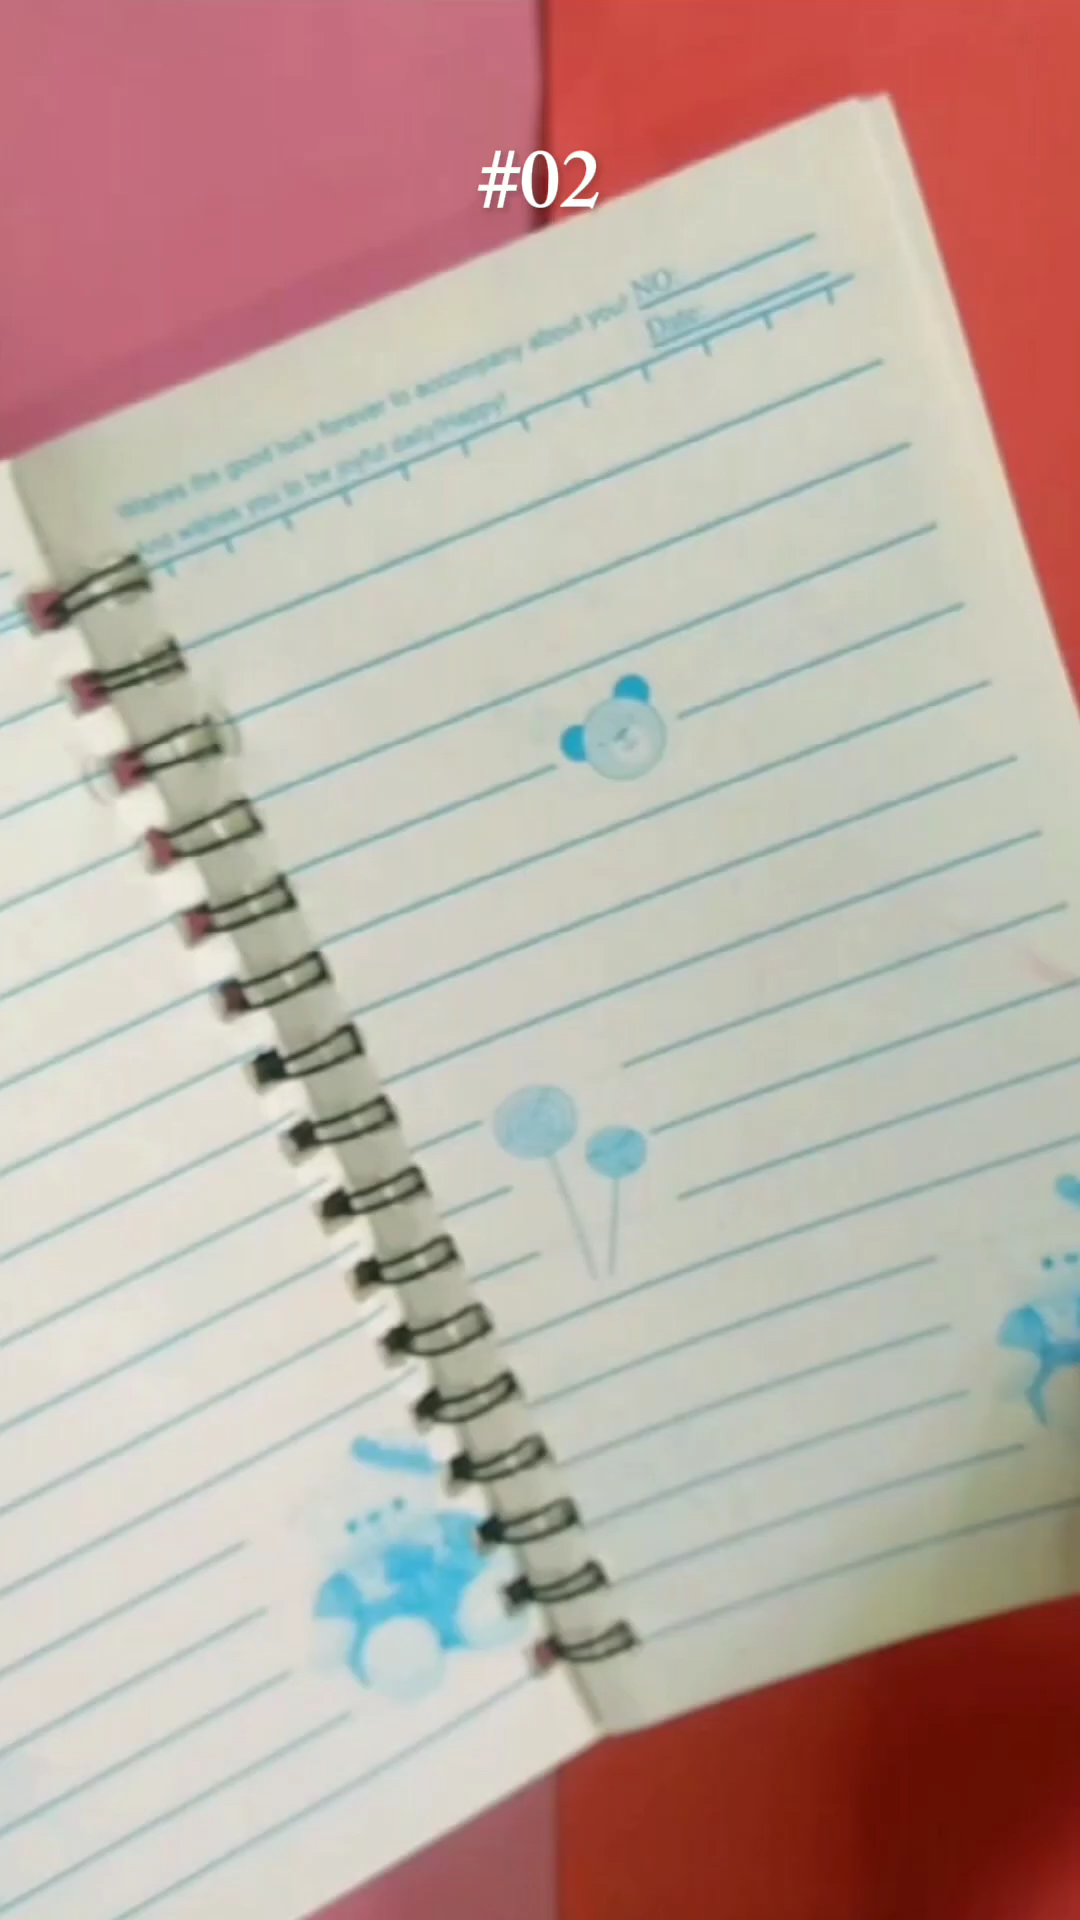 #02
Wishes the good luck forever to accompany about you!
And wishes you to be joyful daily!Happy!
NO:
Date: